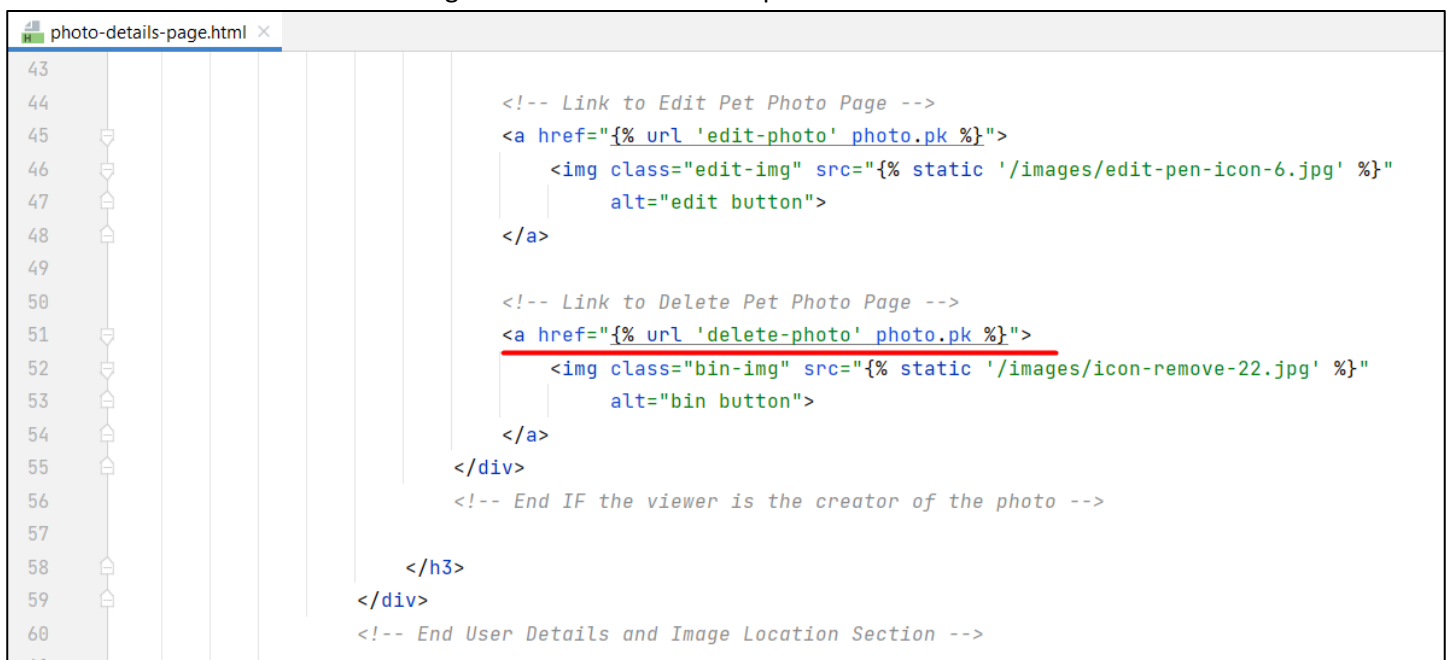 photo-details-page.html
43
44 <!-- Link to Edit Pet Photo Page -->
45 <a href="{% url 'edit-photo' photo.pk %}">
46 <img class="edit-img" src="{% static '/images/edit-pen-icon-6.jpg' %}"
47 alt="edit button">
48 </a>
49
50 <!-- Link to Delete Pet Photo Page -->
51 <a href="{% url 'delete-photo' photo.pk %}">
52 <img class="bin-img" src="{% static '/images/icon-remove-22.jpg' %}"
53 alt="bin button">
54 </a>
55 </div>
56 <!-- End IF the viewer is the creator of the photo -->
57
58 </h3>
59 </div>
60 <!-- End User Details and Image Location Section -->